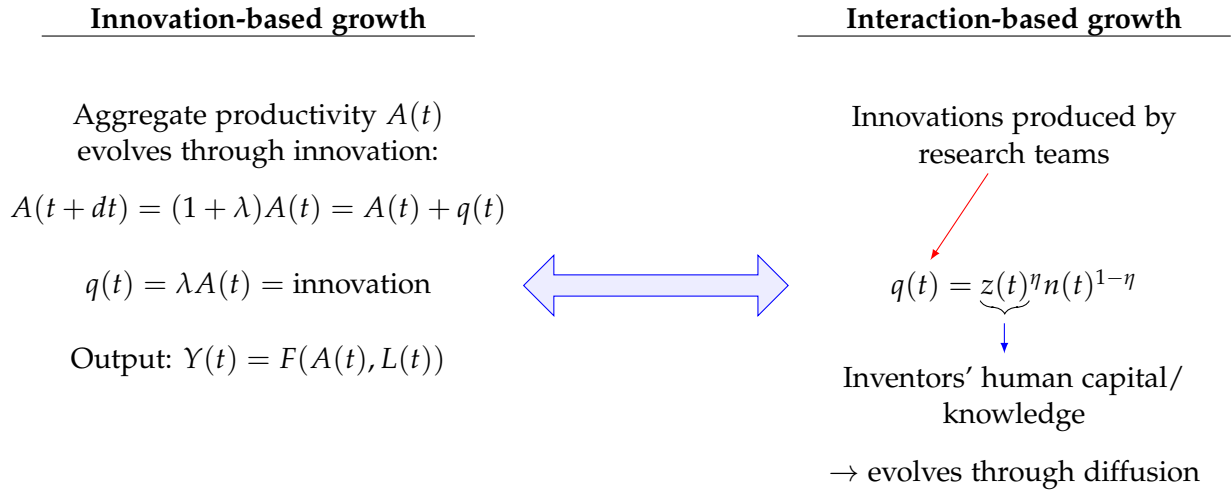 Innovation-based growth
Aggregate productivity A(t)
evolves through innovation:
A(t + dt) = (1 + λ)A(t) = A(t) + q(t)
q(t) = λA(t) = innovation
Output: Y(t) = F(A(t), L(t))
Interaction-based growth
Innovations produced by
research teams
q(t) = z(t)^η n(t)^{1−η}
Inventors' human capital/
knowledge
→ evolves through diffusion